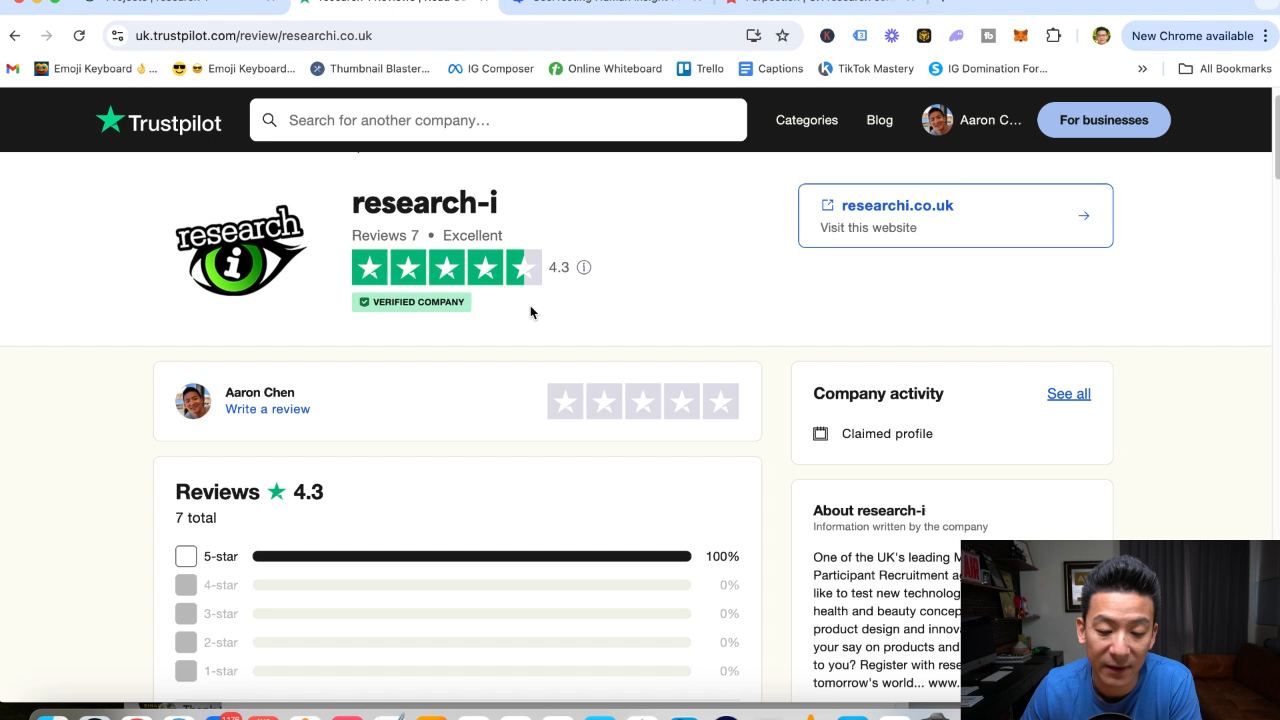 uk.trustpilot.com/review/researchi.co.uk
New Chrome available
Emoji Keyboard 👌 ...
Emoji Keyboard...
Thumbnail Blaster...
IG Composer
Online Whiteboard
Trello
Captions
TikTok Mastery
IG Domination For...
»
All Bookmarks
Trustpilot
Search for another company...
Categories
Blog
Aaron C...
For businesses
research i
research-i
Reviews 7 • Excellent
4.3
VERIFIED COMPANY
researchi.co.uk
Visit this website
Aaron Chen
Write a review
Company activity
See all
Claimed profile
Reviews ★ 4.3
7 total
5-star 100%
4-star 0%
3-star 0%
2-star 0%
1-star 0%
About research-i
Information written by the company
One of the UK's leading M
Participant Recruitment a
like to test new technolog
health and beauty concep
product design and innov
your say on products and
to you? Register with rese
tomorrow's world... www.